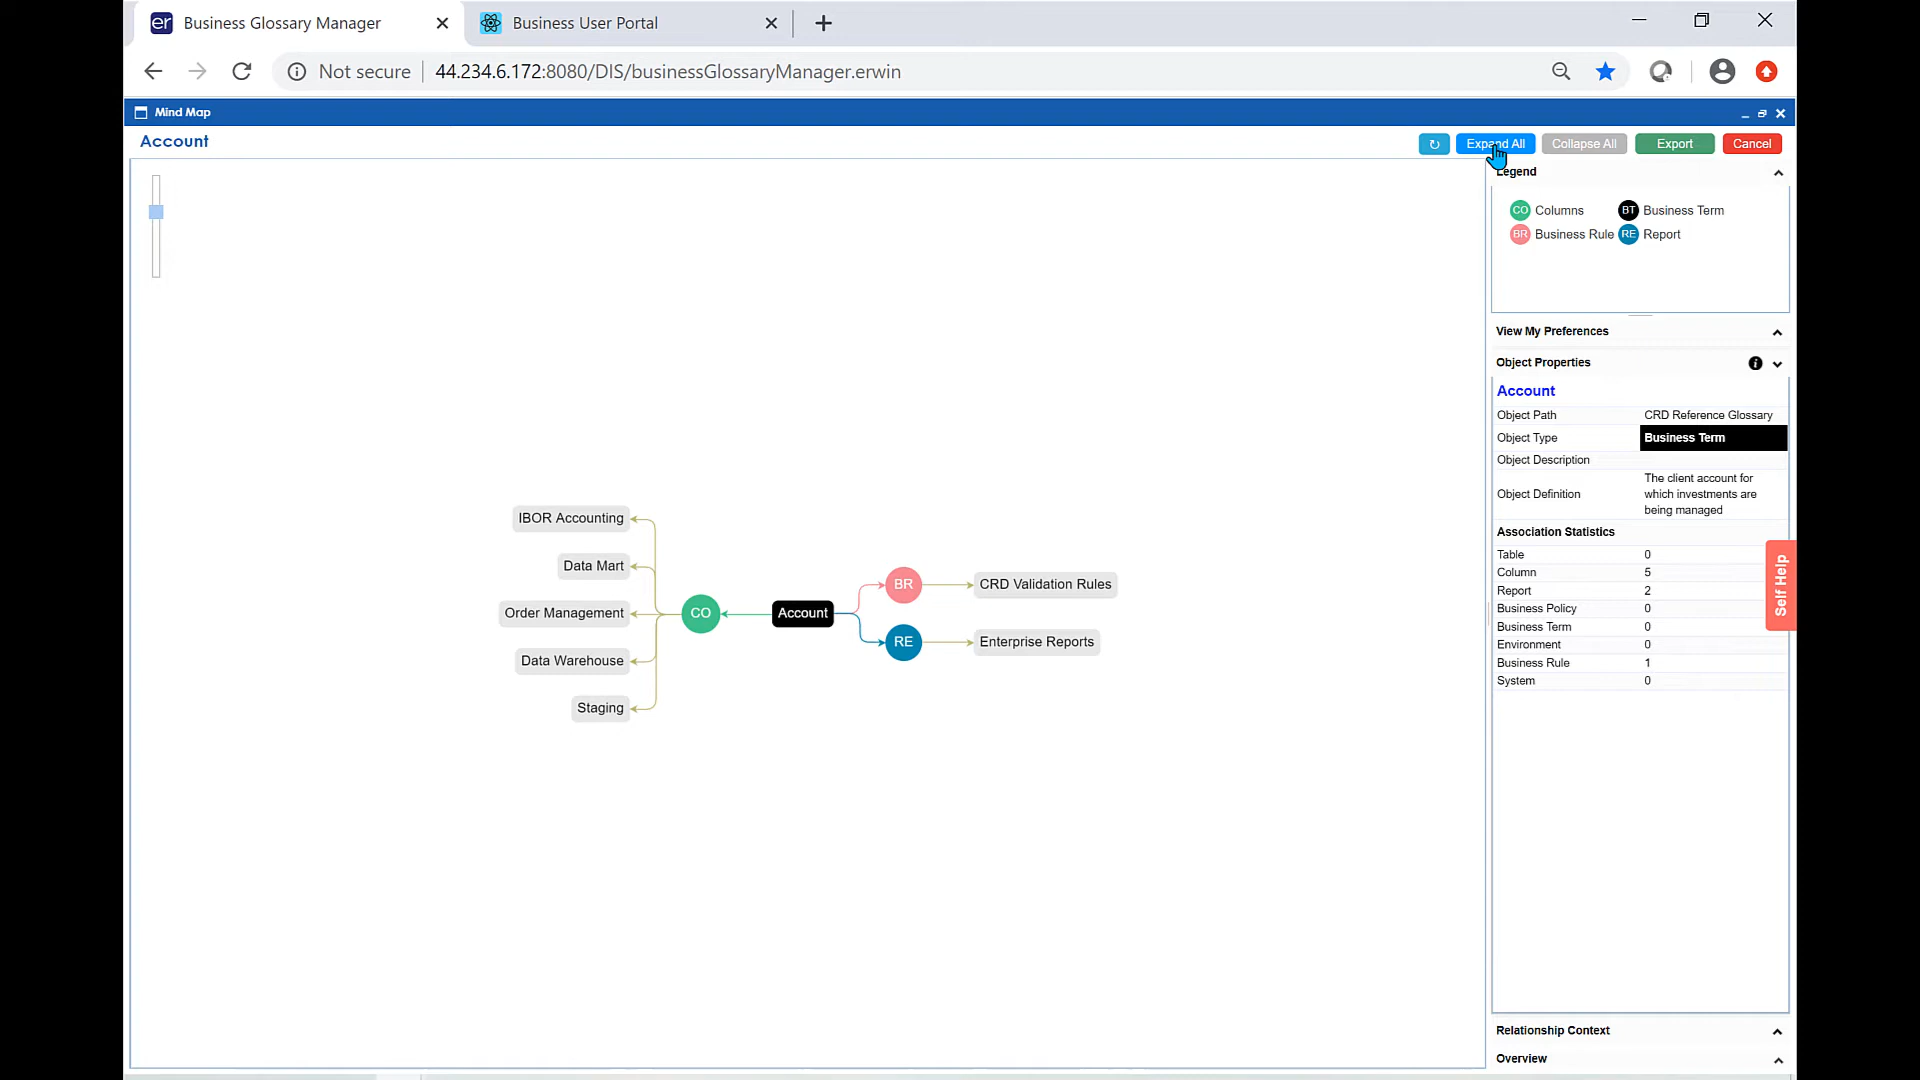 er Business Glossary Manager
Business User Portal
Not secure 44.234.6.172:8080/DIS/businessGlossaryManager.erwin
Mind Map
Account
Expand All
Collapse All
Export
Cancel
Legend
CO Columns
BT Business Term
BR Business Rule
RE Report
View My Preferences
Object Properties
Account
Object Path CRD Reference Glossary
Object Type Business Term
Object Description
Object Definition The client account for
which investments are
being managed
Association Statistics
Table 0
Column 5
Report 2
Business Policy 0
Business Term 0
Environment 0
Business Rule 1
System 0
Self Help
Relationship Context
Overview
IBOR Accounting
Data Mart
Order Management
Data Warehouse
Staging
CO
Account
BR
CRD Validation Rules
RE
Enterprise Reports